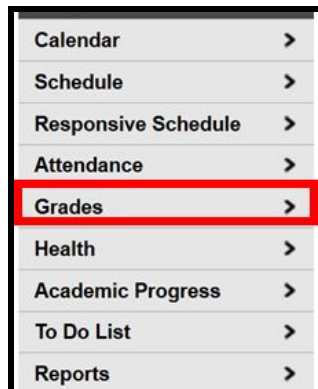 Calendar
Schedule
Responsive Schedule
Attendance
Grades
Health
Academic Progress
To Do List
Reports